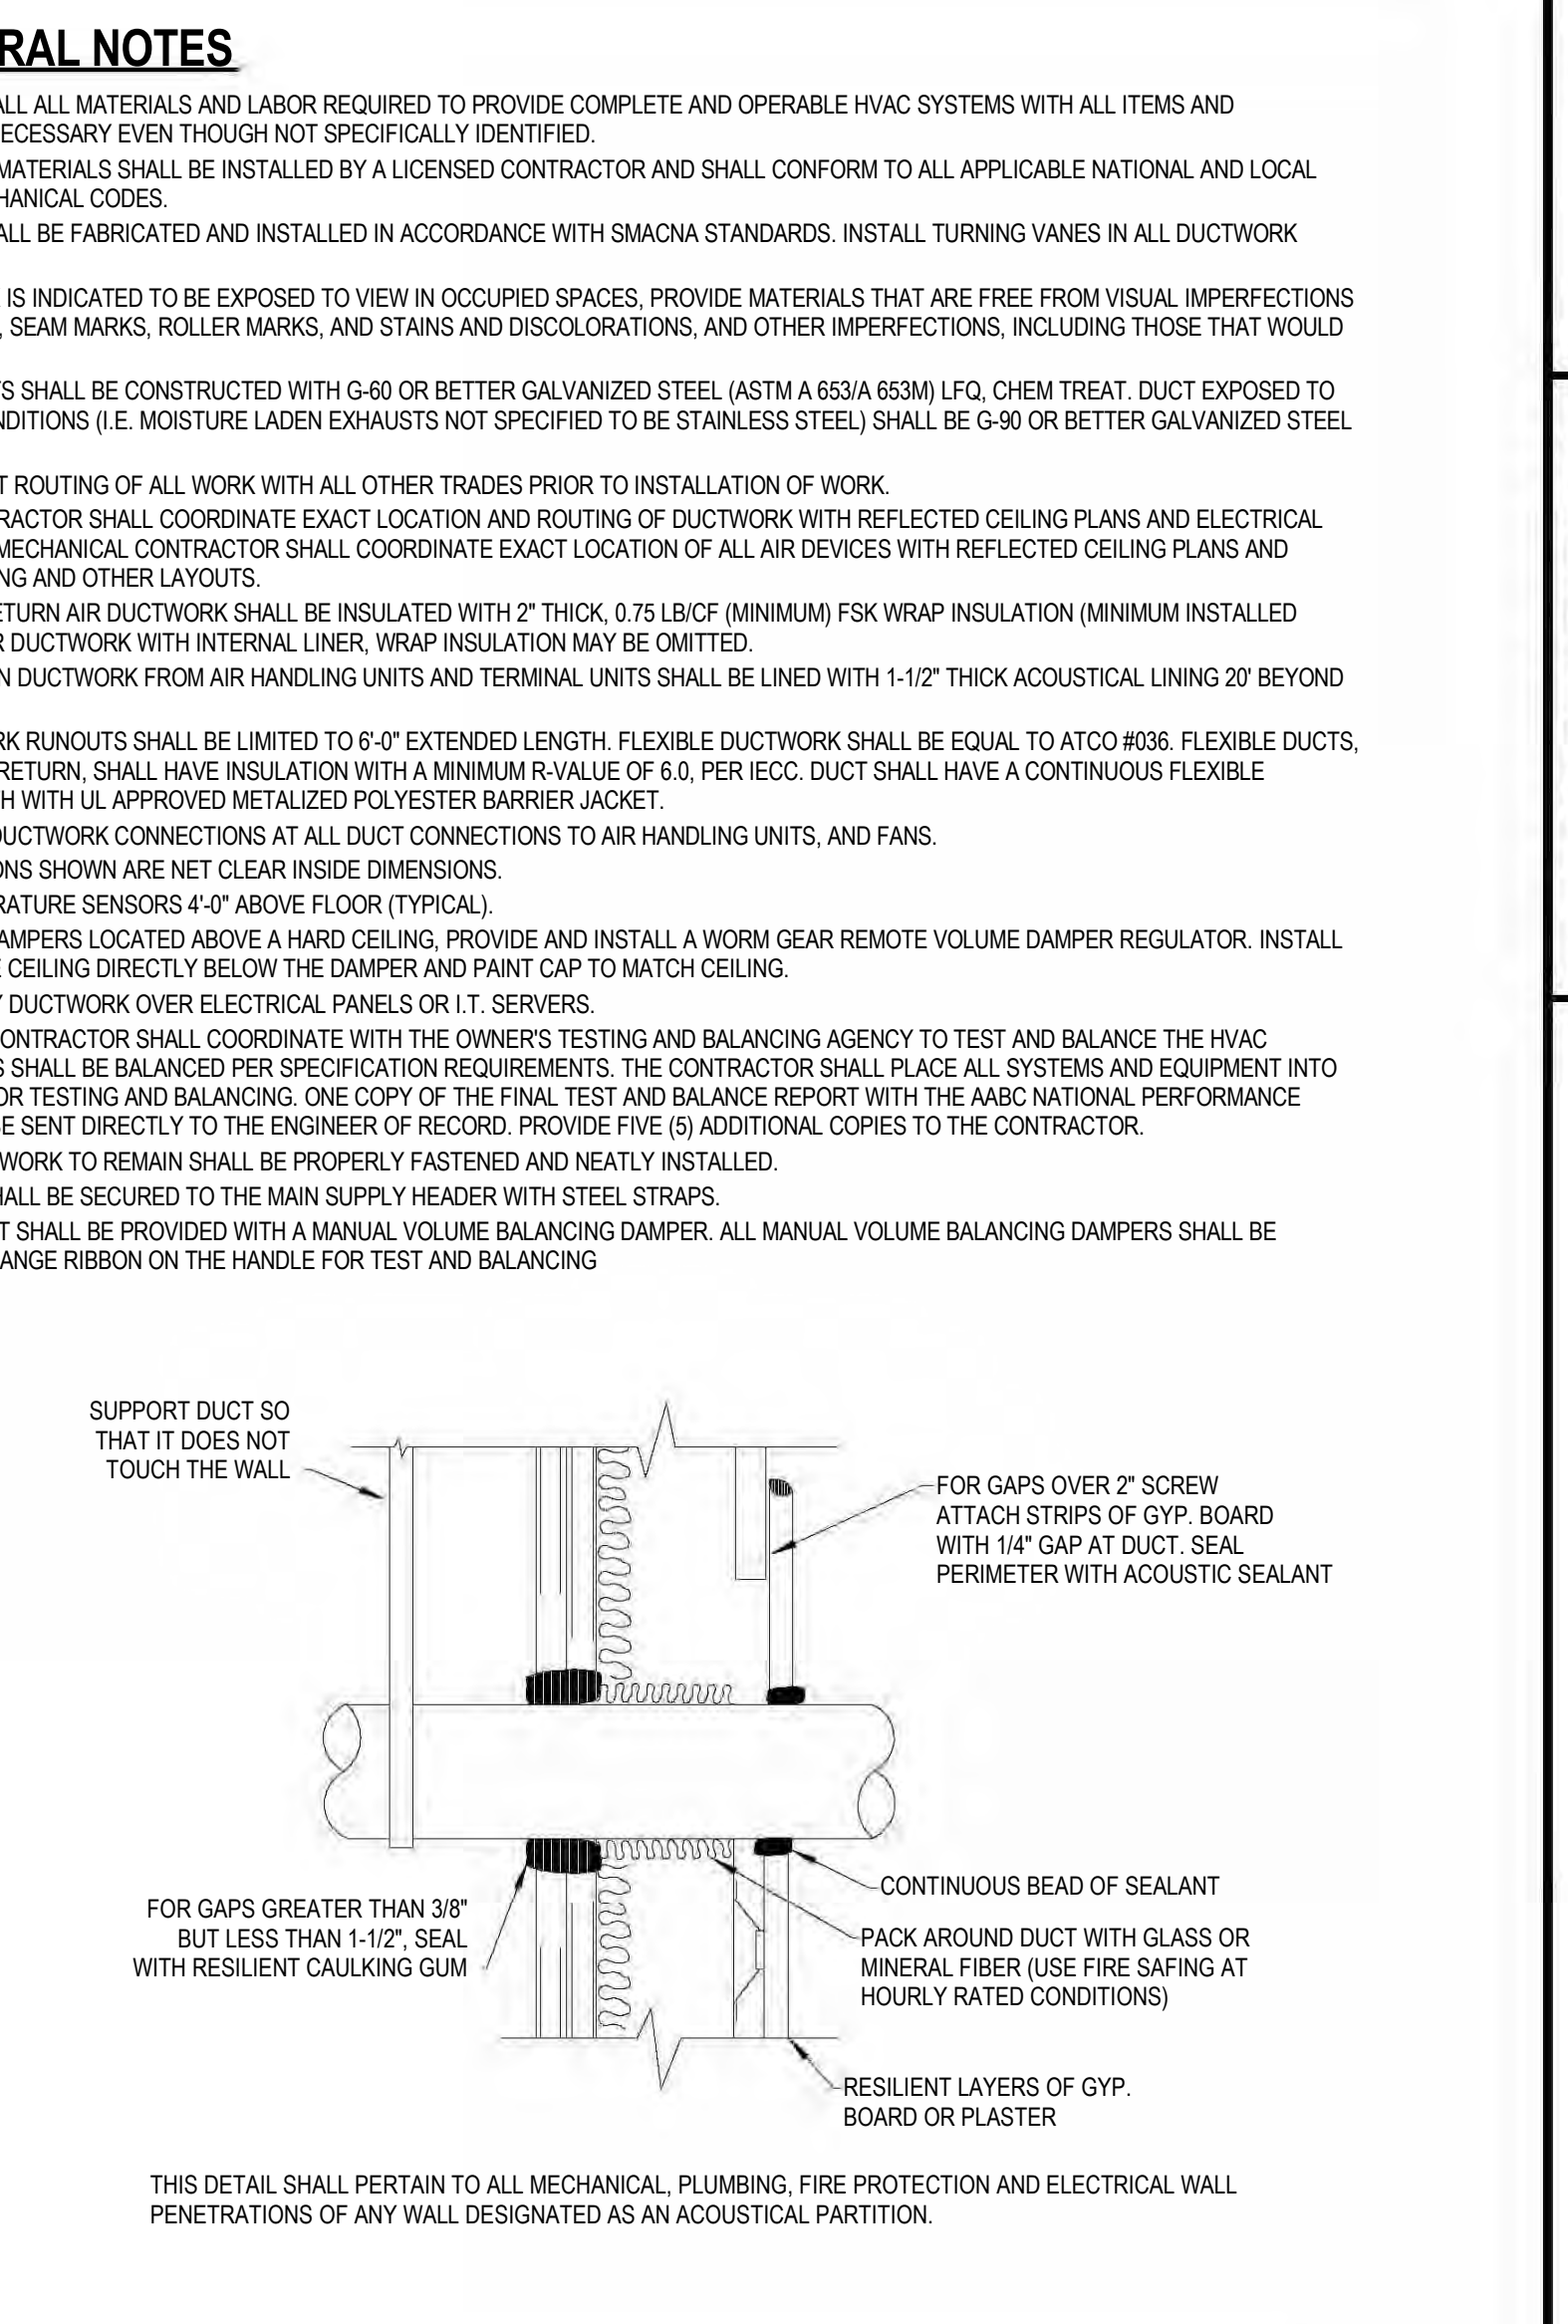 RAL NOTES
ALL ALL MATERIALS AND LABOR REQUIRED TO PROVIDE COMPLETE AND OPERABLE HVAC SYSTEMS WITH ALL ITEMS AND
ECESSARY EVEN THOUGH NOT SPECIFICALLY IDENTIFIED.
MATERIALS SHALL BE INSTALLED BY A LICENSED CONTRACTOR AND SHALL CONFORM TO ALL APPLICABLE NATIONAL AND LOCAL
HANICAL CODES.
ALL BE FABRICATED AND INSTALLED IN ACCORDANCE WITH SMACNA STANDARDS. INSTALL TURNING VANES IN ALL DUCTWORK
IS INDICATED TO BE EXPOSED TO VIEW IN OCCUPIED SPACES, PROVIDE MATERIALS THAT ARE FREE FROM VISUAL IMPERFECTIONS
, SEAM MARKS, ROLLER MARKS, AND STAINS AND DISCOLORATIONS, AND OTHER IMPERFECTIONS, INCLUDING THOSE THAT WOULD
TS SHALL BE CONSTRUCTED WITH G-60 OR BETTER GALVANIZED STEEL (ASTM A 653/A 653M) LFQ, CHEM TREAT. DUCT EXPOSED TO
NDITIONS (I.E. MOISTURE LADEN EXHAUSTS NOT SPECIFIED TO BE STAINLESS STEEL) SHALL BE G-90 OR BETTER GALVANIZED STEEL
T ROUTING OF ALL WORK WITH ALL OTHER TRADES PRIOR TO INSTALLATION OF WORK.
RACTOR SHALL COORDINATE EXACT LOCATION AND ROUTING OF DUCTWORK WITH REFLECTED CEILING PLANS AND ELECTRICAL
MECHANICAL CONTRACTOR SHALL COORDINATE EXACT LOCATION OF ALL AIR DEVICES WITH REFLECTED CEILING PLANS AND
NG AND OTHER LAYOUTS.
ETURN AIR DUCTWORK SHALL BE INSULATED WITH 2" THICK, 0.75 LB/CF (MINIMUM) FSK WRAP INSULATION (MINIMUM INSTALLED
R DUCTWORK WITH INTERNAL LINER, WRAP INSULATION MAY BE OMITTED.
N DUCTWORK FROM AIR HANDLING UNITS AND TERMINAL UNITS SHALL BE LINED WITH 1-1/2" THICK ACOUSTICAL LINING 20' BEYOND
RK RUNOUTS SHALL BE LIMITED TO 6'-0" EXTENDED LENGTH. FLEXIBLE DUCTWORK SHALL BE EQUAL TO ATCO #036. FLEXIBLE DUCTS,
RETURN, SHALL HAVE INSULATION WITH A MINIMUM R-VALUE OF 6.0, PER IECC. DUCT SHALL HAVE A CONTINUOUS FLEXIBLE
TH WITH UL APPROVED METALIZED POLYESTER BARRIER JACKET.
DUCTWORK CONNECTIONS AT ALL DUCT CONNECTIONS TO AIR HANDLING UNITS, AND FANS.
ONS SHOWN ARE NET CLEAR INSIDE DIMENSIONS.
RATURE SENSORS 4'-0" ABOVE FLOOR (TYPICAL).
AMPERS LOCATED ABOVE A HARD CEILING, PROVIDE AND INSTALL A WORM GEAR REMOTE VOLUME DAMPER REGULATOR. INSTALL
E CEILING DIRECTLY BELOW THE DAMPER AND PAINT CAP TO MATCH CEILING.
Y DUCTWORK OVER ELECTRICAL PANELS OR I.T. SERVERS.
CONTRACTOR SHALL COORDINATE WITH THE OWNER'S TESTING AND BALANCING AGENCY TO TEST AND BALANCE THE HVAC
S SHALL BE BALANCED PER SPECIFICATION REQUIREMENTS. THE CONTRACTOR SHALL PLACE ALL SYSTEMS AND EQUIPMENT INTO
OR TESTING AND BALANCING. ONE COPY OF THE FINAL TEST AND BALANCE REPORT WITH THE AABC NATIONAL PERFORMANCE
BE SENT DIRECTLY TO THE ENGINEER OF RECORD. PROVIDE FIVE (5) ADDITIONAL COPIES TO THE CONTRACTOR.
WORK TO REMAIN SHALL BE PROPERLY FASTENED AND NEATLY INSTALLED.
HALL BE SECURED TO THE MAIN SUPPLY HEADER WITH STEEL STRAPS.
T SHALL BE PROVIDED WITH A MANUAL VOLUME BALANCING DAMPER. ALL MANUAL VOLUME BALANCING DAMPERS SHALL BE
ANGE RIBBON ON THE HANDLE FOR TEST AND BALANCING
SUPPORT DUCT SO
THAT IT DOES NOT
TOUCH THE WALL
FOR GAPS OVER 2" SCREW
ATTACH STRIPS OF GYP. BOARD
WITH 1/4" GAP AT DUCT. SEAL
PERIMETER WITH ACOUSTIC SEALANT
FOR GAPS GREATER THAN 3/8"
BUT LESS THAN 1-1/2", SEAL
WITH RESILIENT CAULKING GUM
CONTINUOUS BEAD OF SEALANT
PACK AROUND DUCT WITH GLASS OR
MINERAL FIBER (USE FIRE SAFING AT
HOURLY RATED CONDITIONS)
RESILIENT LAYERS OF GYP.
BOARD OR PLASTER
THIS DETAIL SHALL PERTAIN TO ALL MECHANICAL, PLUMBING, FIRE PROTECTION AND ELECTRICAL WALL
PENETRATIONS OF ANY WALL DESIGNATED AS AN ACOUSTICAL PARTITION.